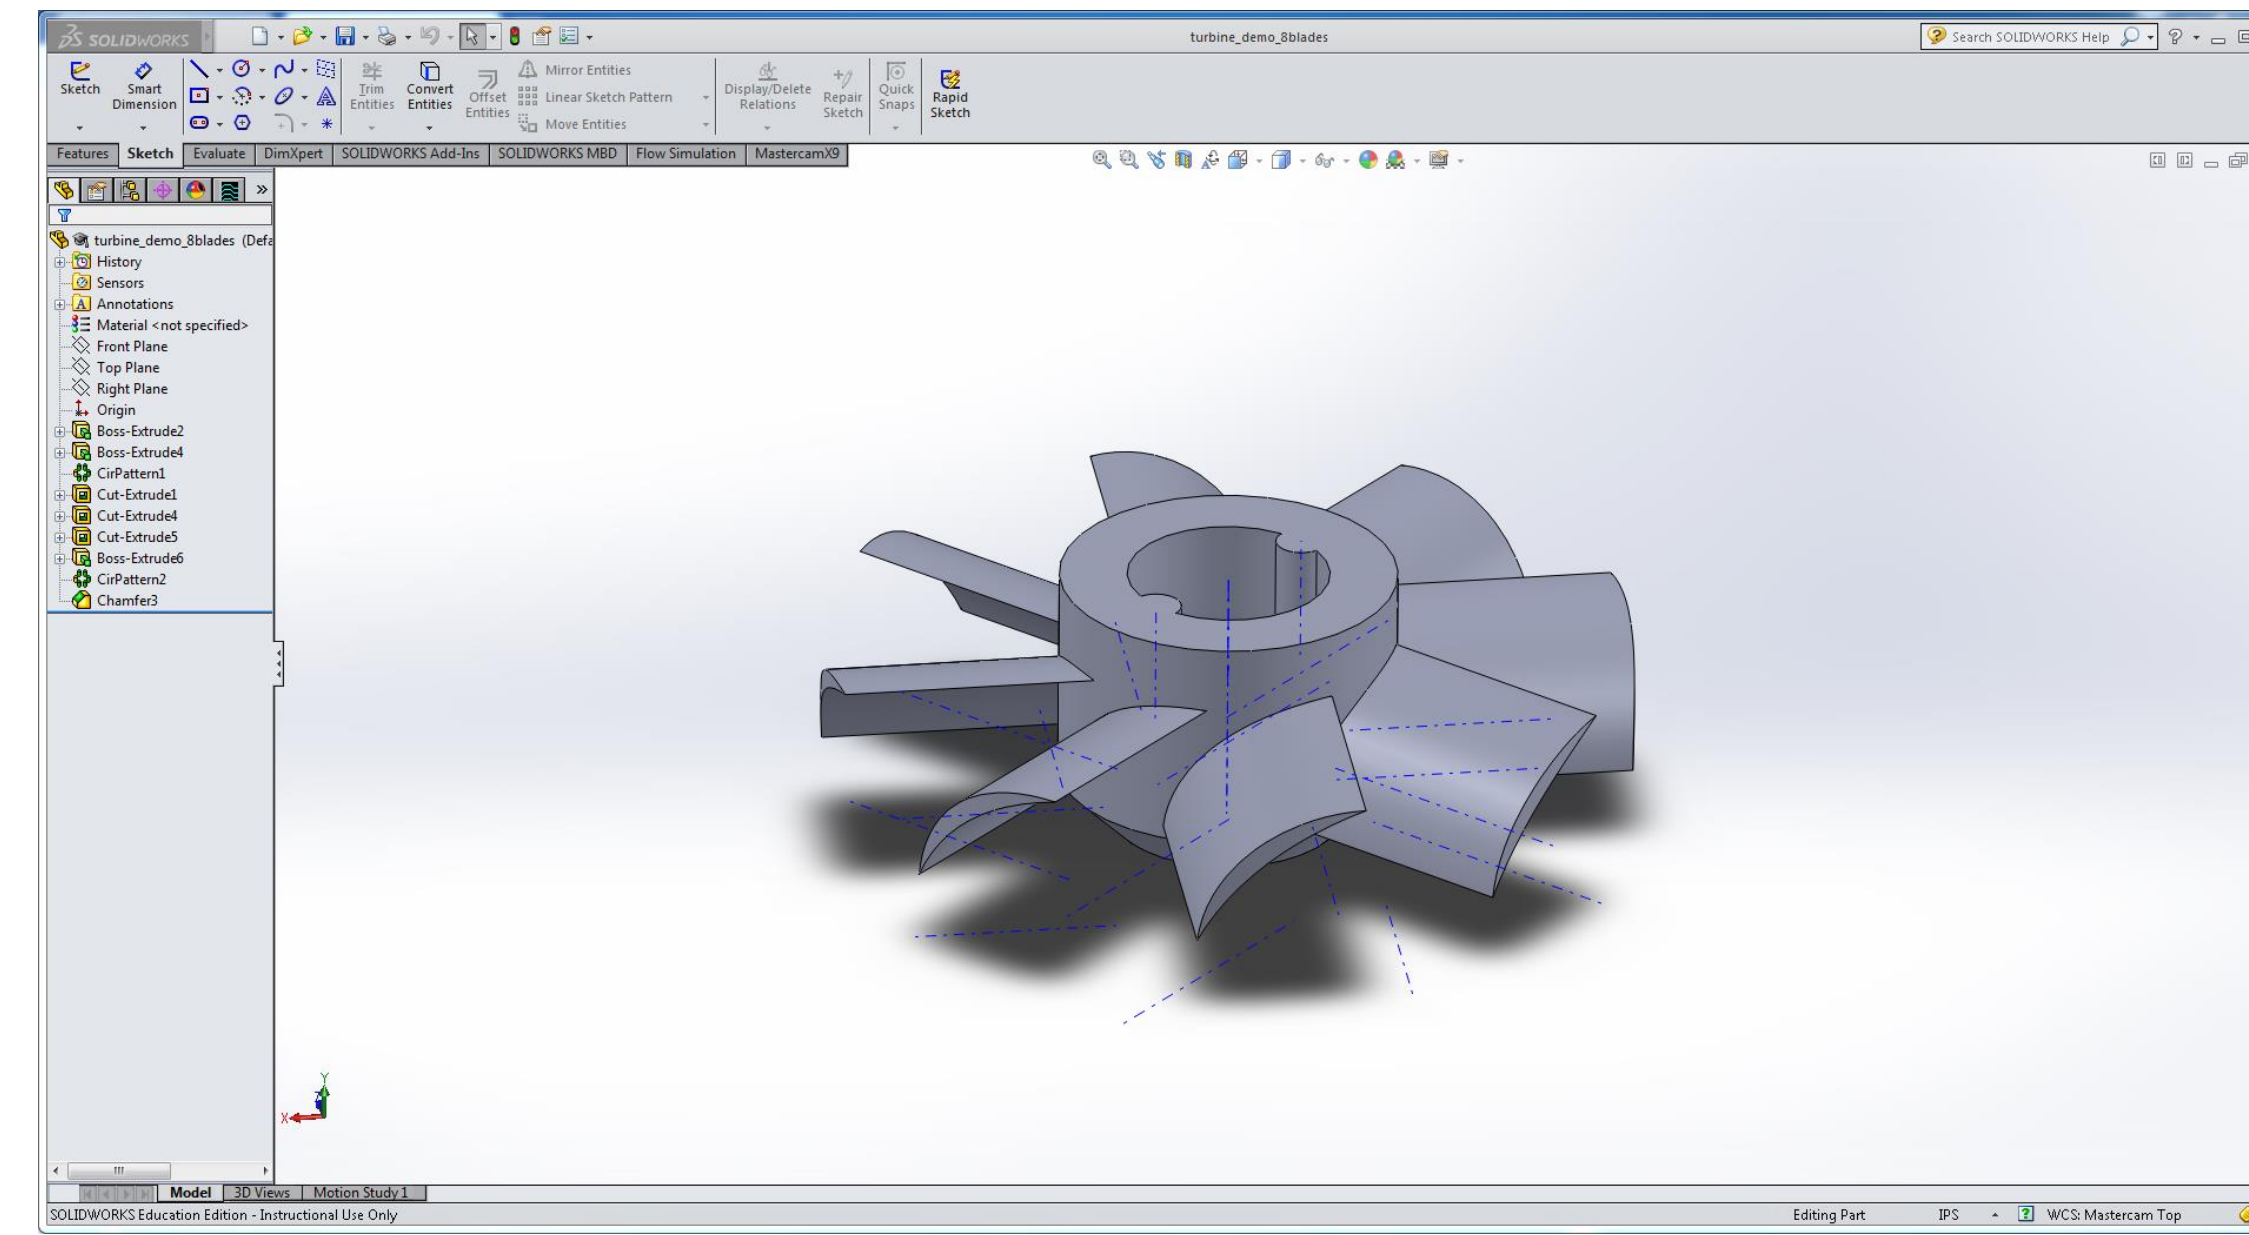 SOLIDWORKS
turbine_demo_8blades
Search SOLIDWORKS Help
Sketch
Smart Dimension
Trim Entities
Convert Entities
Offset Entities
Mirror Entities
Linear Sketch Pattern
Move Entities
Display/Delete Relations
Repair Sketch
Quick Snaps
Rapid Sketch
Features Sketch Evaluate DimXpert SOLIDWORKS Add-Ins SOLIDWORKS MBD Flow Simulation MastercamX9
turbine_demo_8blades (Defa
History
Sensors
Annotations
Material <not specified>
Front Plane
Top Plane
Right Plane
Origin
Boss-Extrude2
Boss-Extrude4
CirPattern1
Cut-Extrude1
Cut-Extrude4
Cut-Extrude5
Boss-Extrude6
CirPattern2
Chamfer3
Y
X
Model 3D Views Motion Study 1
SOLIDWORKS Education Edition - Instructional Use Only
Editing Part IPS WCS: Mastercam Top